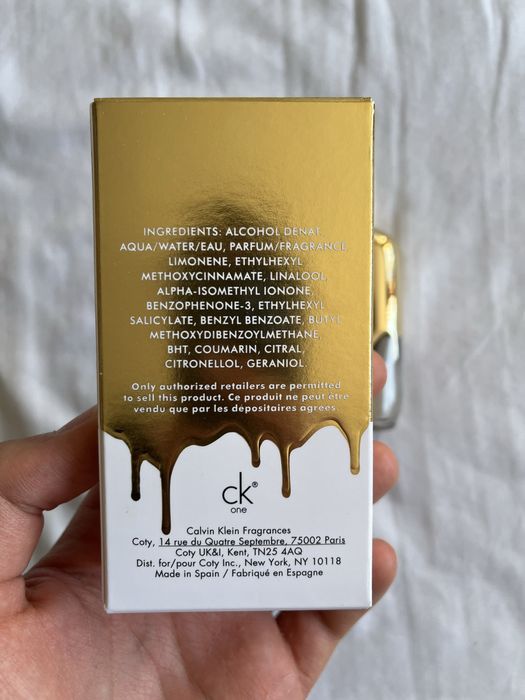 INGREDIENTS: ALCOHOL DENAT.
AQUA/WATER/EAU, PARFUM/FRAGRANCE,
LIMONENE, ETHYLHEXYL
METHOXYCINNAMATE, LINALOOL,
ALPHA-ISOMETHYL IONONE,
BENZOPHENONE-3, ETHYLHEXYL
SALICYLATE, BENZYL BENZOATE, BUTYL
METHOXYDIBENZOYLMETHANE,
BHT, COUMARIN, CITRAL,
CITRONELLOL, GERANIOL.
Only authorized retailers are permitted
to sell this product. Ce produit ne peut être
vendu que par les dépositaires agréés.
ck®
one
Calvin Klein Fragrances
Coty, 14 rue du Quatre Septembre, 75002 Paris
Coty UK&I, Kent, TN25 4AQ
Dist. for/pour Coty Inc., New York, NY 10118
Made in Spain / Fabriqué en Espagne